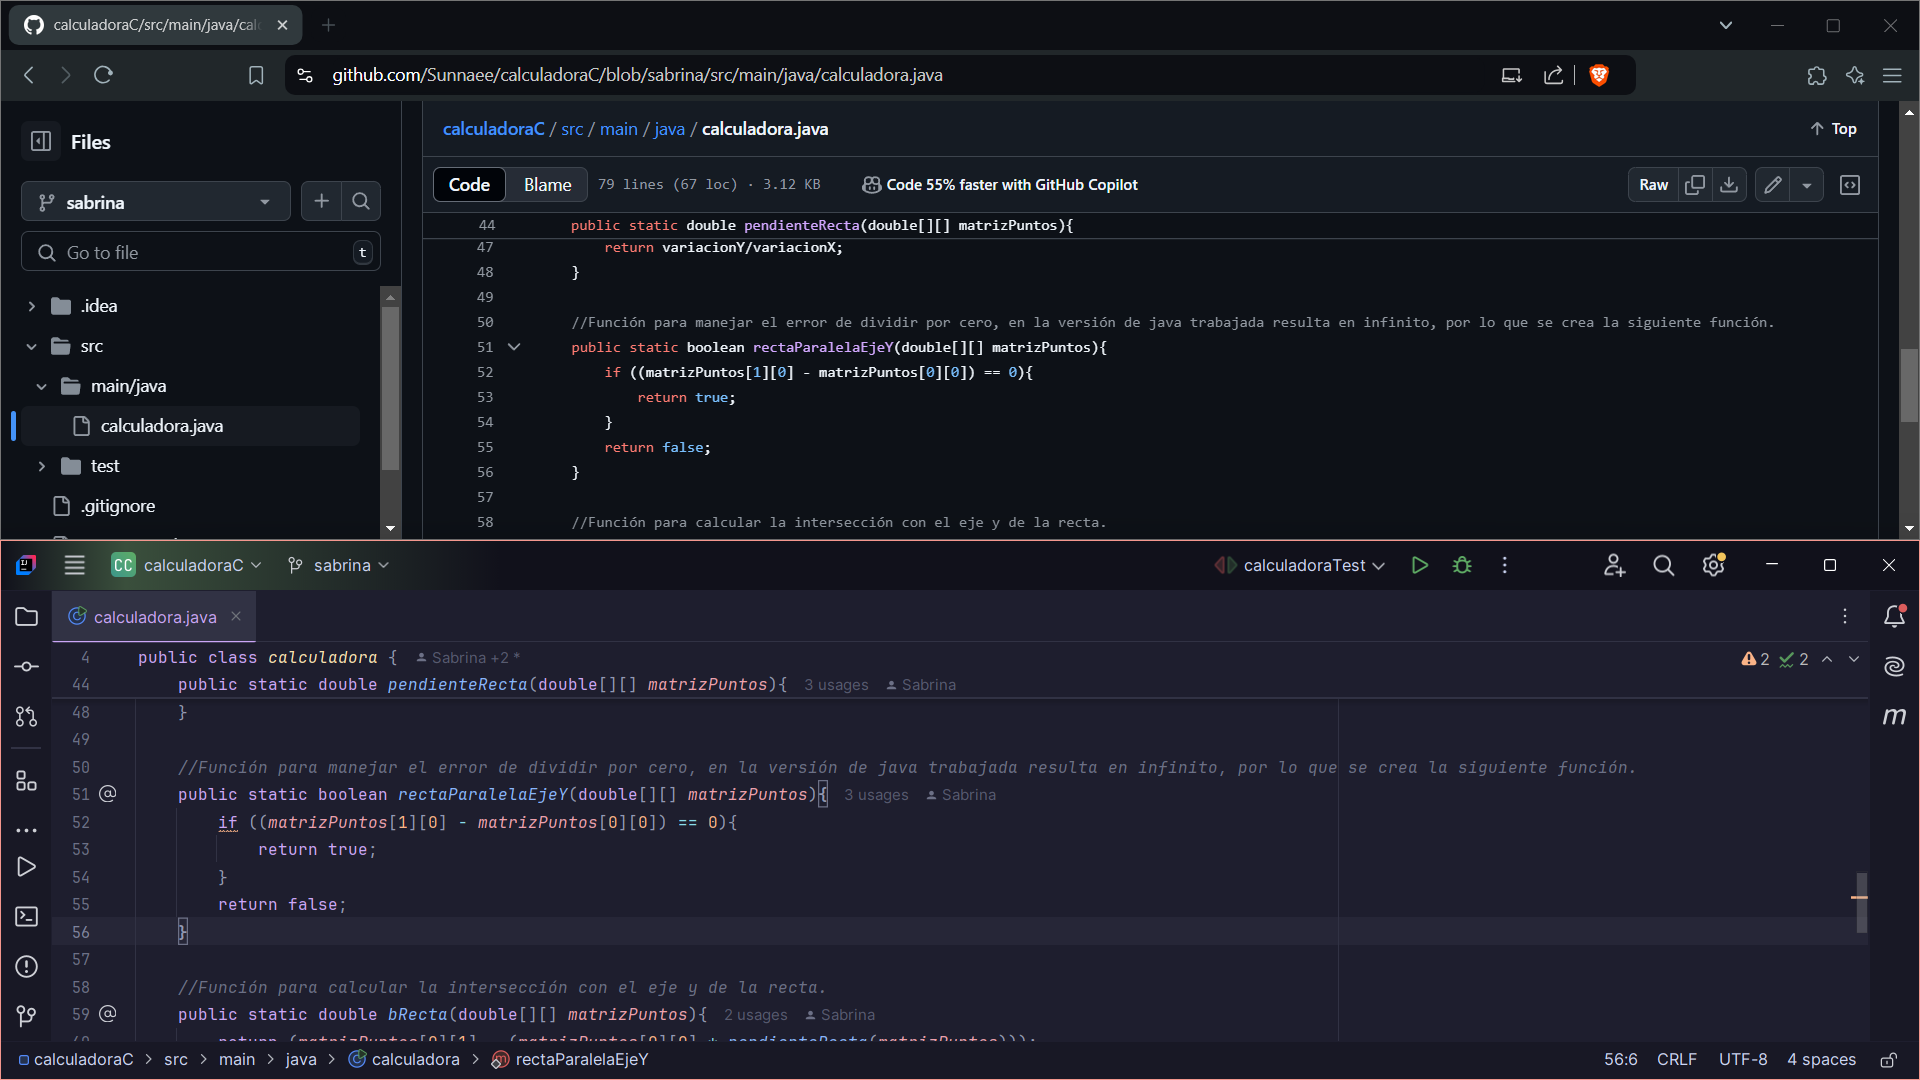 calculadoraC/src/main/java/cal
github.com/Sunnaee/calculadoraC/blob/sabrina/src/main/java/calculadora.java
Files
sabrina
Go to file
t
.idea
src
main/java
calculadora.java
test
.gitignore
calculadoraC / src / main / java / calculadora.java
Top
Code
Blame
79 lines (67 loc) · 3.12 KB
Code 55% faster with GitHub Copilot
Raw
44 public static double pendienteRecta(double[][] matrizPuntos){
47 return variacionY/variacionX;
48 }
49
50 //Función para manejar el error de dividir por cero, en la versión de java trabajada resulta en infinito, por lo que se crea la siguiente función.
51 public static boolean rectaParalelaEjeY(double[][] matrizPuntos){
52 if ((matrizPuntos[1][0] - matrizPuntos[0][0]) == 0){
53 return true;
54 }
55 return false;
56 }
57
58 //Función para calcular la intersección con el eje y de la recta.
CC calculadoraC
sabrina
calculadoraTest
calculadora.java
4 public class calculadora { Sabrina +2 *
2 2
44 public static double pendienteRecta(double[][] matrizPuntos){ 3 usages Sabrina
48 }
49
50 //Función para manejar el error de dividir por cero, en la versión de java trabajada resulta en infinito, por lo que se crea la siguiente función.
51 @ public static boolean rectaParalelaEjeY(double[][] matrizPuntos){ 3 usages Sabrina
52 if ((matrizPuntos[1][0] - matrizPuntos[0][0]) == 0){
53 return true;
54 }
55 return false;
56 }
57
58 //Función para calcular la intersección con el eje y de la recta.
59 @ public static double bRecta(double[][] matrizPuntos){ 2 usages Sabrina
m
calculadoraC > src > main > java > calculadora > m rectaParalelaEjeY
56:6 CRLF UTF-8 4 spaces